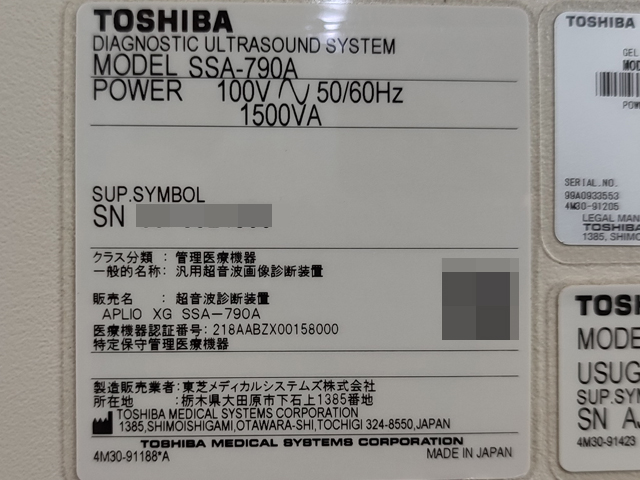 TOSHIBA
DIAGNOSTIC ULTRASOUND SYSTEM
MODEL SSA-790A
POWER 100V 50/60Hz
1500VA
SUP.SYMBOL
SN
クラス分類 : 管理医療機器
一般的名称: 汎用超音波画像診断装置
販売名 : 超音波診断装置
APLIO XG SSA-790A
医療機器認証番号: 218AABZX00158000
特定保守管理医療機器
製造販売業者: 東芝メディカルシステムズ株式会社
所在地 : 栃木県大田原市下石上1385番地
TOSHIBA MEDICAL SYSTEMS CORPORATION
1385,SHIMOISHIGAMI,OTAWARA-SHI,TOCHIGI 324-8550,JAPAN
TOSHIBA MEDICAL SYSTEMS CORPORATION
4M30-91188*A MADE IN JAPAN
TOSHIBA
GEL
MOD
POW
SERIAL.NO.
99A0933553
4M30-91205
LEGAL MAN
TOSHIBA
1385, SHIMO
TOSH
MODE
USUG
SUP.SYM
SN AJ
4M30-91423